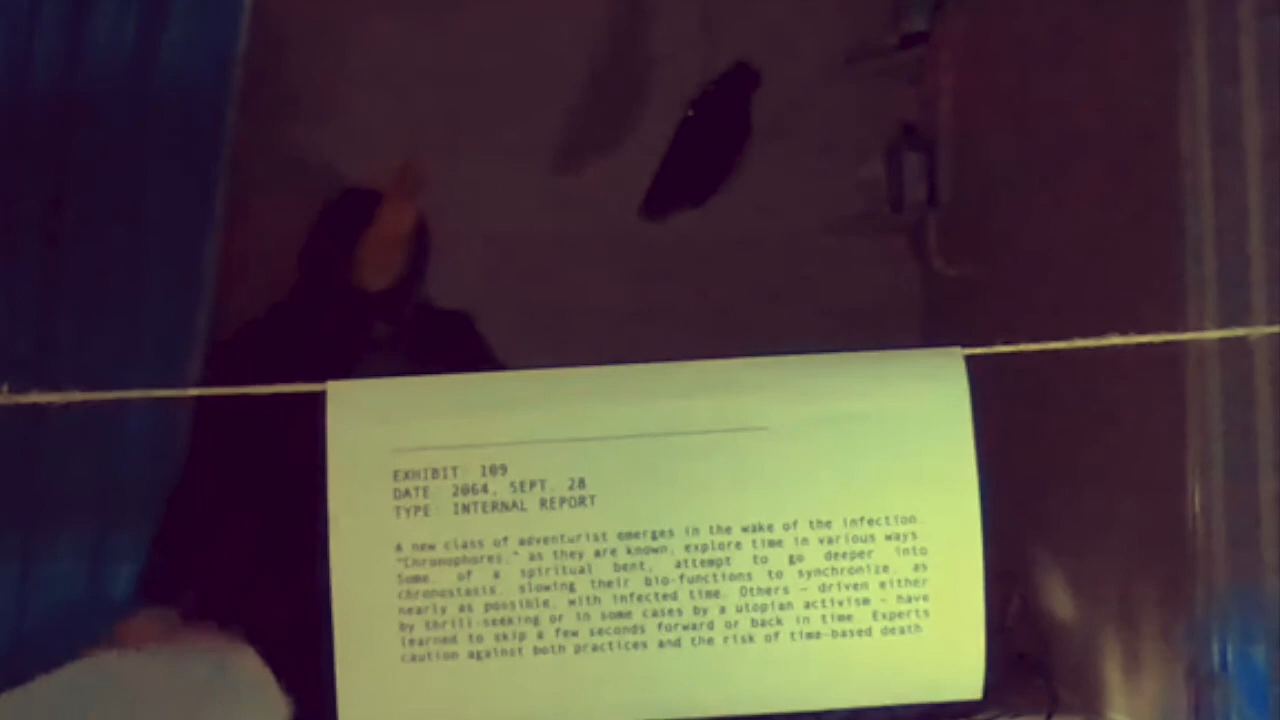 EXHIBIT: 109
DATE: 2064, SEPT. 28
TYPE: INTERNAL REPORT
A new class of adventurist emerges in the wake of the infection.
"Chronophores," as they are known, explore time in various ways.
Some, of a spiritual bent, attempt to go deeper into
chronostasis, slowing their bio-functions to synchronize, as
nearly as possible, with infected time. Others - driven either
by thrill-seeking or in some cases by a utopian activism - have
learned to skip a few seconds forward or back in time. Experts
caution against both practices and the risk of time-based death.